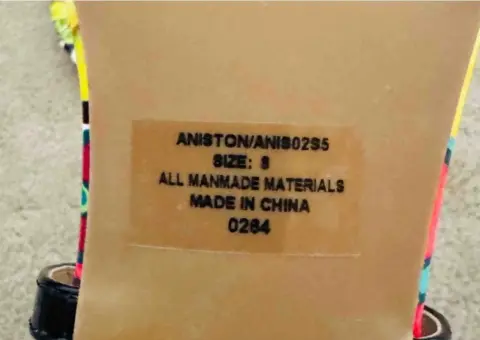 ANISTON/ANIS02S5
SIZE: 8
ALL MANMADE MATERIALS
MADE IN CHINA
0264